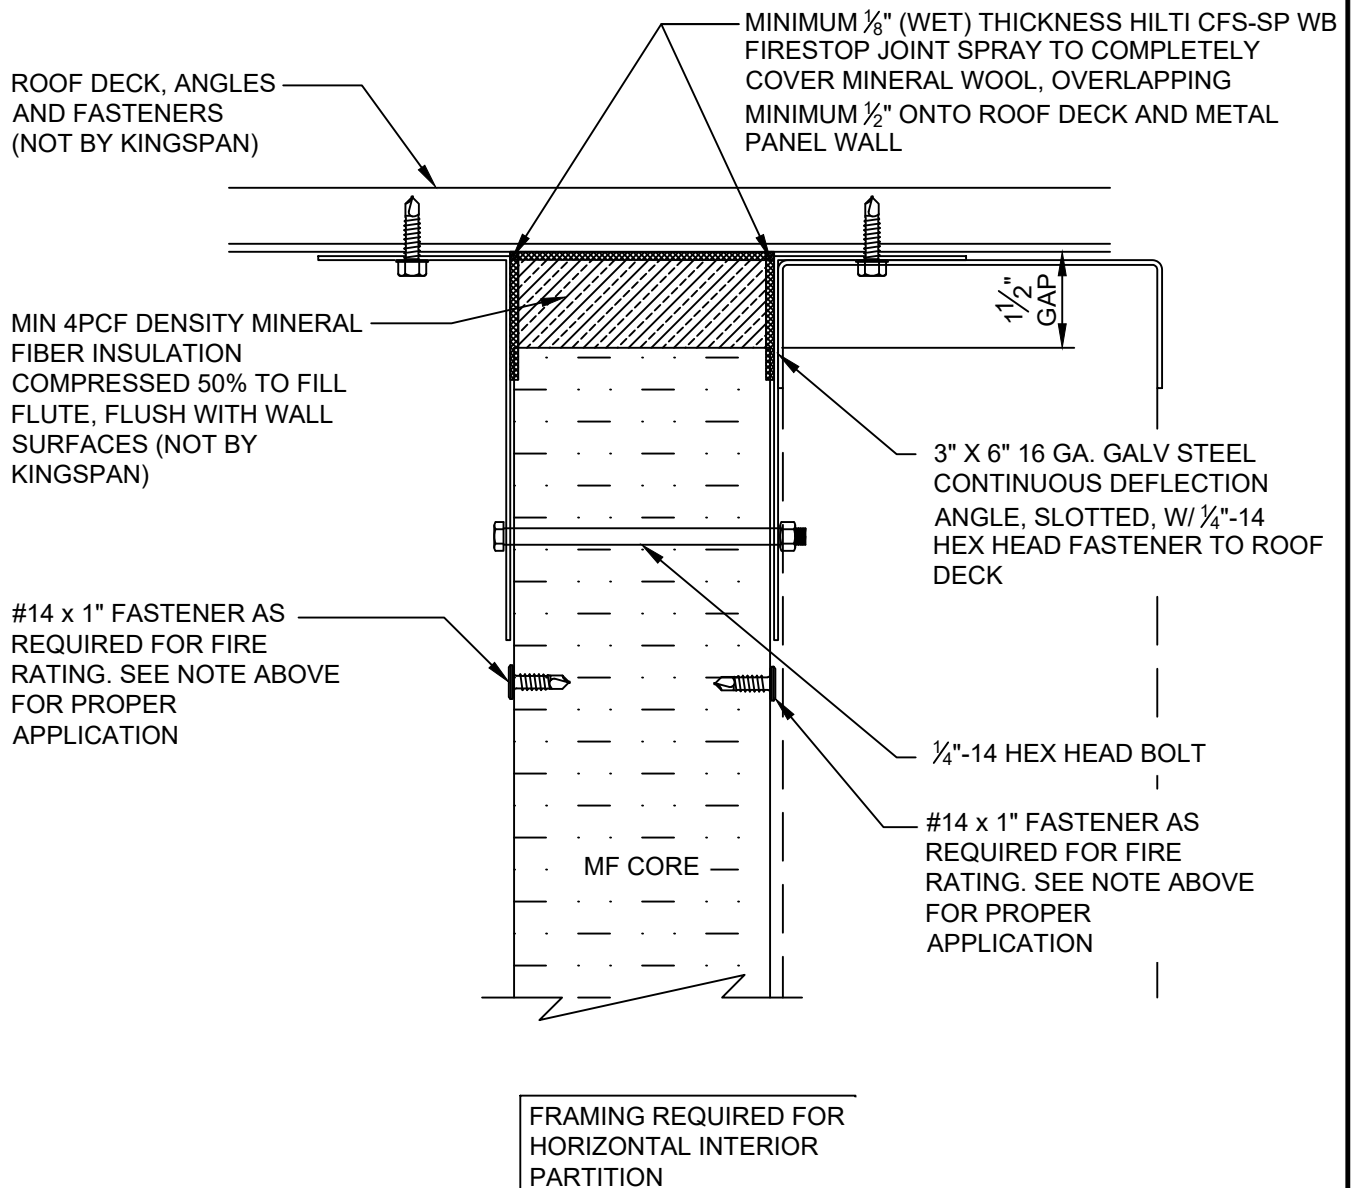 MINIMUM ⅛" (WET) THICKNESS HILTI CFS-SP WB
FIRESTOP JOINT SPRAY TO COMPLETELY
COVER MINERAL WOOL, OVERLAPPING
MINIMUM ½" ONTO ROOF DECK AND METAL
PANEL WALL
ROOF DECK, ANGLES
AND FASTENERS
(NOT BY KINGSPAN)
1½"
GAP
MIN 4PCF DENSITY MINERAL
FIBER INSULATION
COMPRESSED 50% TO FILL
FLUTE, FLUSH WITH WALL
SURFACES (NOT BY
KINGSPAN)
3" X 6" 16 GA. GALV STEEL
CONTINUOUS DEFLECTION
ANGLE, SLOTTED, W/ ¼"-14
HEX HEAD FASTENER TO ROOF
DECK
#14 x 1" FASTENER AS
REQUIRED FOR FIRE
RATING. SEE NOTE ABOVE
FOR PROPER
APPLICATION
¼"-14 HEX HEAD BOLT
#14 x 1" FASTENER AS
REQUIRED FOR FIRE
RATING. SEE NOTE ABOVE
FOR PROPER
APPLICATION
MF CORE
FRAMING REQUIRED FOR
HORIZONTAL INTERIOR
PARTITION